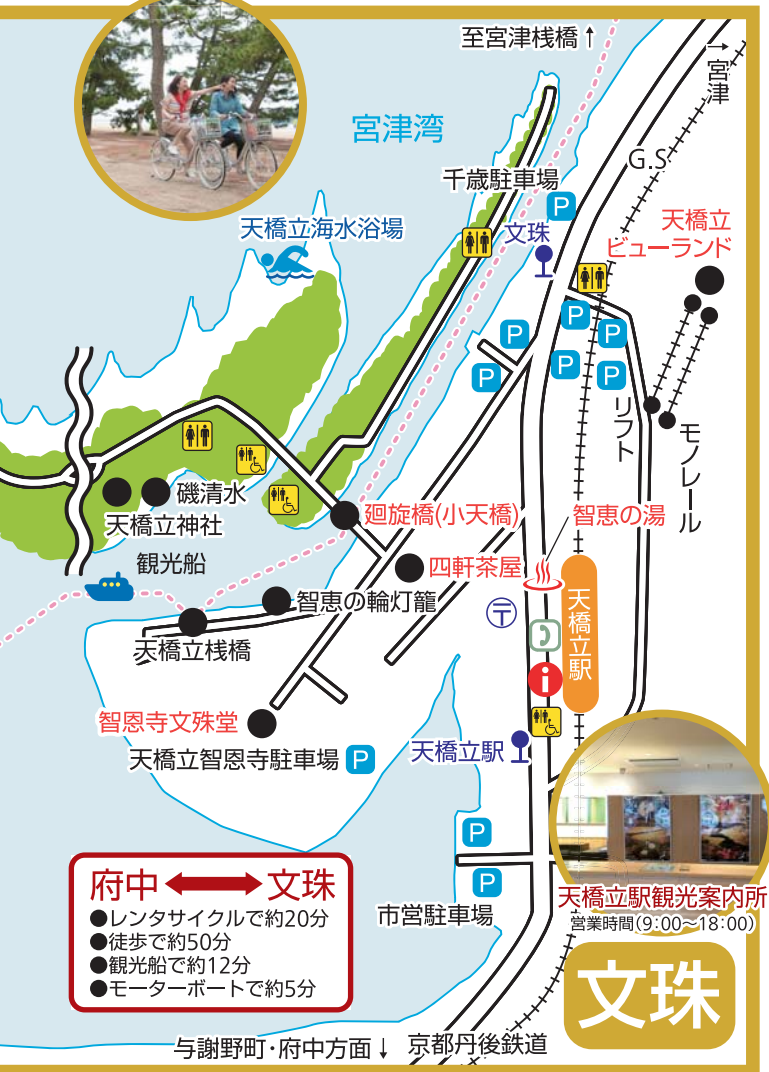 至宮津桟橋↑
→宮津
宮津湾
G.S
千歳駐車場
P
天橋立
ビューランド
天橋立海水浴場
文珠
P
P
P
P
P
P
リフト
モノレール
磯清水
天橋立神社
廻旋橋(小天橋)
智恵の湯
観光船
四軒茶屋
智恵の輪灯籠
〒
天橋立駅
天橋立桟橋
i
智恩寺文殊堂
天橋立智恩寺駐車場 P
天橋立駅
P
P
市営駐車場
府中 ⟷ 文珠
●レンタサイクルで約20分
●徒歩で約50分
●観光船で約12分
●モーターボートで約5分
天橋立駅観光案内所
営業時間(9:00~18:00)
文珠
与謝野町・府中方面↓
京都丹後鉄道